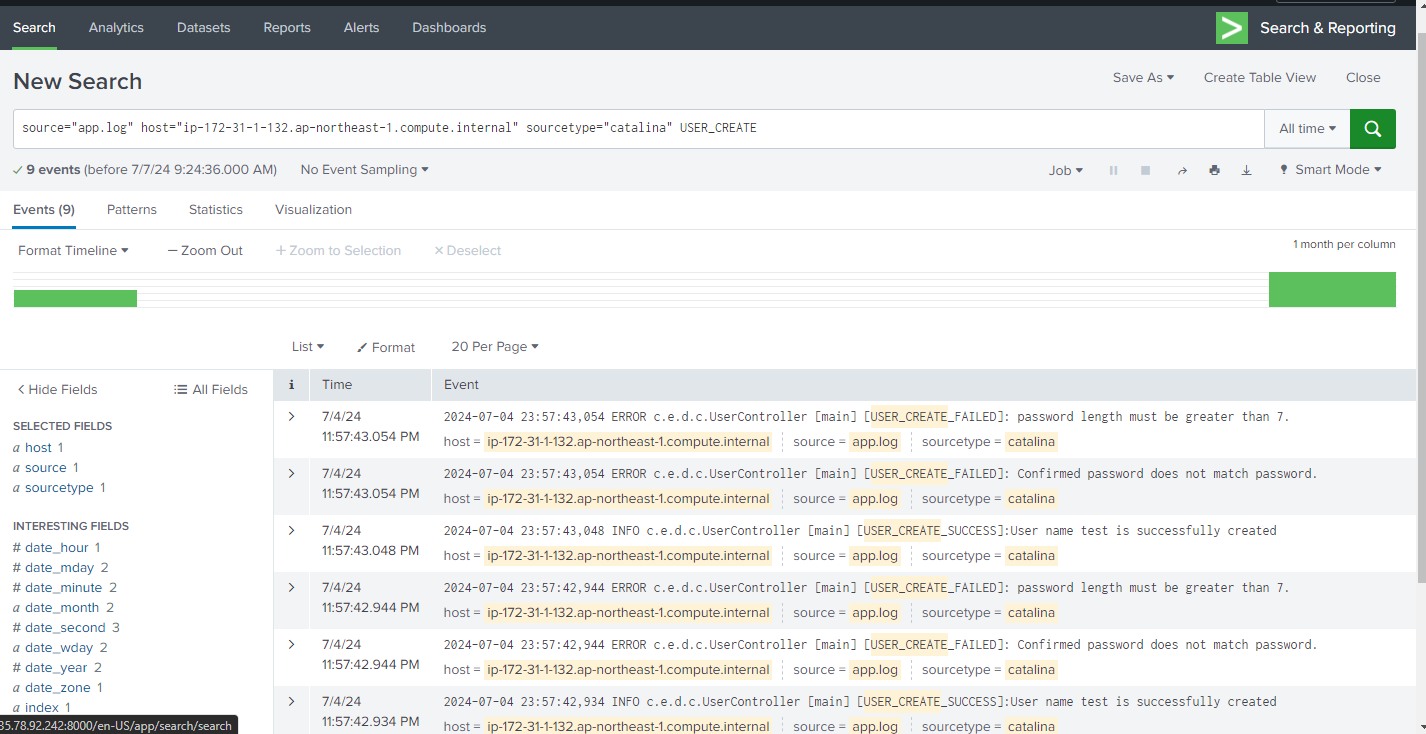 Search Analytics Datasets Reports Alerts Dashboards Search & Reporting
New Search Save As Create Table View Close
source="app.log" host="ip-172-31-1-132.ap-northeast-1.compute.internal" sourcetype="catalina" USER_CREATE All time
9 events (before 7/7/24 9:24:36.000 AM) No Event Sampling Job Smart Mode
Events (9) Patterns Statistics Visualization
Format Timeline Zoom Out Zoom to Selection Deselect 1 month per column
List Format 20 Per Page
Hide Fields All Fields
SELECTED FIELDS
a host 1
a source 1
a sourcetype 1
INTERESTING FIELDS
# date_hour 1
# date_mday 2
# date_minute 2
a date_month 2
# date_second 3
a date_wday 2
# date_year 2
a date_zone 1
a index 1
i Time Event
7/4/24 11:57:43.054 PM
2024-07-04 23:57:43,054 ERROR c.e.d.c.UserController [main] [USER_CREATE_FAILED]: password length must be greater than 7.
host = ip-172-31-1-132.ap-northeast-1.compute.internal source = app.log sourcetype = catalina
7/4/24 11:57:43.054 PM
2024-07-04 23:57:43,054 ERROR c.e.d.c.UserController [main] [USER_CREATE_FAILED]: Confirmed password does not match password.
host = ip-172-31-1-132.ap-northeast-1.compute.internal source = app.log sourcetype = catalina
7/4/24 11:57:43.048 PM
2024-07-04 23:57:43,048 INFO c.e.d.c.UserController [main] [USER_CREATE_SUCCESS]:User name test is successfully created
host = ip-172-31-1-132.ap-northeast-1.compute.internal source = app.log sourcetype = catalina
7/4/24 11:57:42.944 PM
2024-07-04 23:57:42,944 ERROR c.e.d.c.UserController [main] [USER_CREATE_FAILED]: password length must be greater than 7.
host = ip-172-31-1-132.ap-northeast-1.compute.internal source = app.log sourcetype = catalina
7/4/24 11:57:42.944 PM
2024-07-04 23:57:42,944 ERROR c.e.d.c.UserController [main] [USER_CREATE_FAILED]: Confirmed password does not match password.
host = ip-172-31-1-132.ap-northeast-1.compute.internal source = app.log sourcetype = catalina
7/4/24 11:57:42.934 PM
2024-07-04 23:57:42,934 INFO c.e.d.c.UserController [main] [USER_CREATE_SUCCESS]:User name test is successfully created
host = ip-172-31-1-132.ap-northeast-1.compute.internal source = app.log sourcetype = catalina
35.78.92.242:8000/en-US/app/search/search